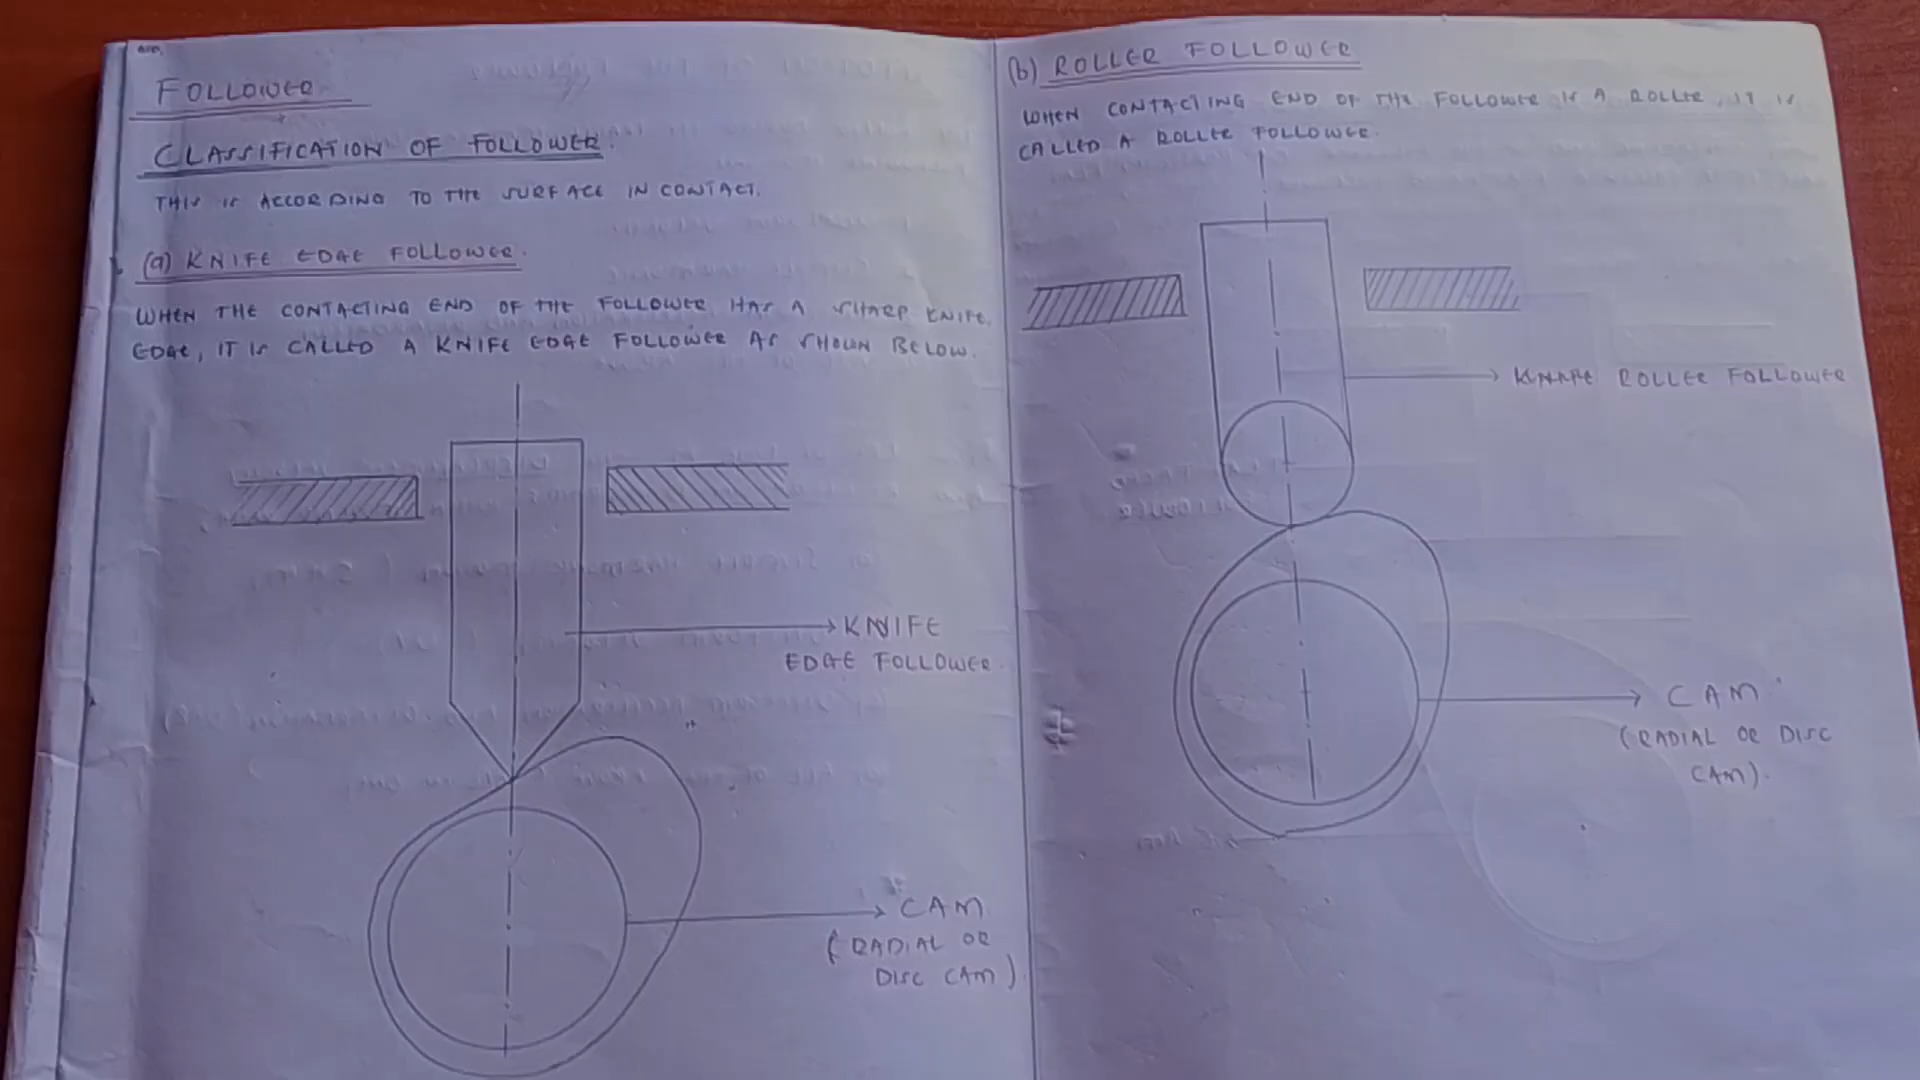 FOLLOWER
CLASSIFICATION OF FOLLOWER.
THIS IS ACCORDING TO THE SURFACE IN CONTACT.
(a) KNIFE EDGE FOLLOWER.
WHEN THE CONTACTING END OF THE FOLLOWER HAS A SHARP KNIFE
EDGE, IT IS CALLED A KNIFE EDGE FOLLOWER AS SHOWN BELOW.
KNIFE
EDGE FOLLOWER
CAM
(RADIAL OR
DISC CAM)
(b) ROLLER FOLLOWER
WHEN CONTACTING END OF THE FOLLOWER IS A ROLLER, IT IS
CALLED A ROLLER FOLLOWER.
ROLLER FOLLOWER
CAM
(RADIAL OR DISC
CAM).